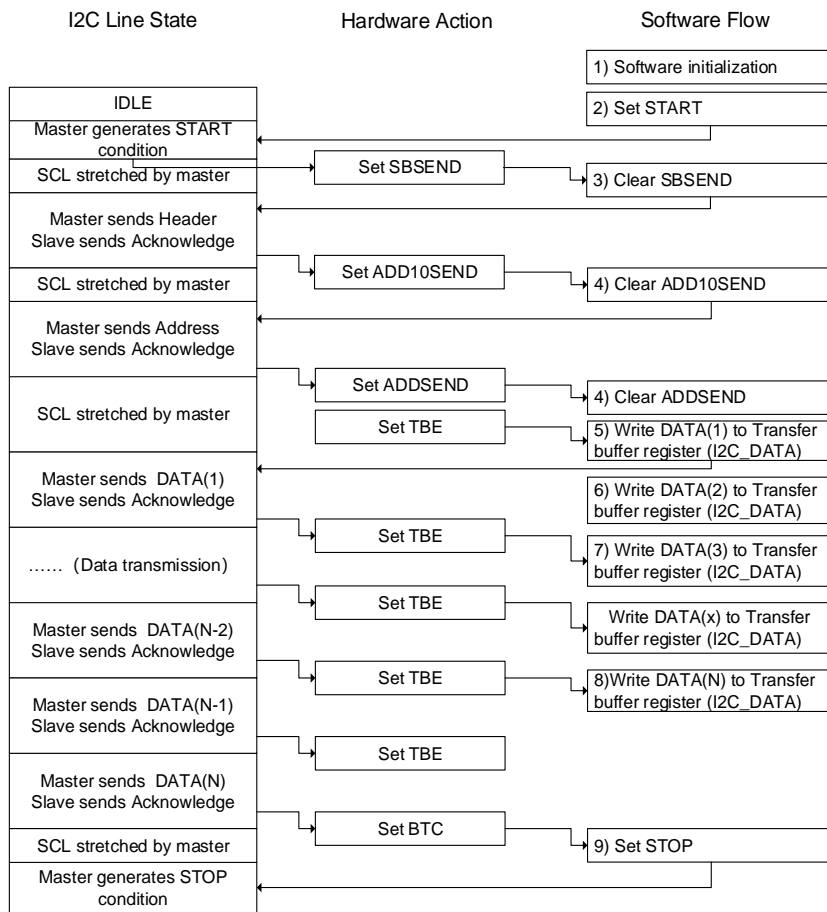 I2C Line State
Hardware Action
Software Flow
1) Software initialization
IDLE
2) Set START
Master generates START
condition
Set SBSEND
SCL stretched by master
3) Clear SBSEND
Master sends Header
Slave sends Acknowledge
Set ADD10SEND
SCL stretched by master
4) Clear ADD10SEND
Master sends Address
Slave sends Acknowledge
Set ADDSEND
4) Clear ADDSEND
SCL stretched by master
Set TBE
5) Write DATA(1) to Transfer
buffer register (I2C_DATA)
Master sends DATA(1)
Slave sends Acknowledge
6) Write DATA(2) to Transfer
buffer register (I2C_DATA)
Set TBE
7) Write DATA(3) to Transfer
buffer register (I2C_DATA)
...... (Data transmission)
Set TBE
Write DATA(x) to Transfer
buffer register (I2C_DATA)
Master sends DATA(N-2)
Slave sends Acknowledge
Set TBE
8)Write DATA(N) to Transfer
buffer register (I2C_DATA)
Master sends DATA(N-1)
Slave sends Acknowledge
Set TBE
Master sends DATA(N)
Slave sends Acknowledge
Set BTC
SCL stretched by master
9) Set STOP
Master generates STOP
condition